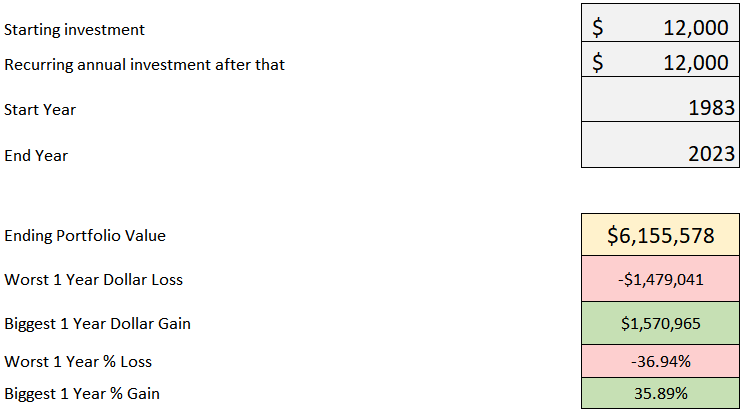 Starting investment $ 12,000
Recurring annual investment after that $ 12,000
Start Year 1983
End Year 2023
Ending Portfolio Value $6,155,578
Worst 1 Year Dollar Loss -$1,479,041
Biggest 1 Year Dollar Gain $1,570,965
Worst 1 Year % Loss -36.94%
Biggest 1 Year % Gain 35.89%